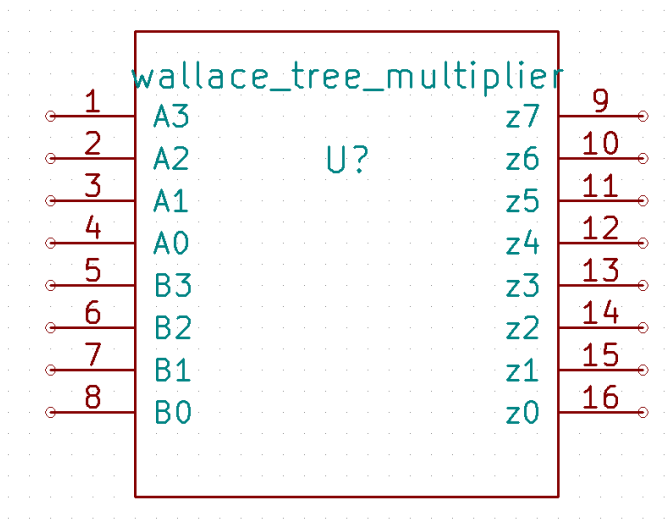 wallace_tree_multiplier
U?
1 A3 z7 9
2 A2 z6 10
3 A1 z5 11
4 A0 z4 12
5 B3 z3 13
6 B2 z2 14
7 B1 z1 15
8 B0 z0 16